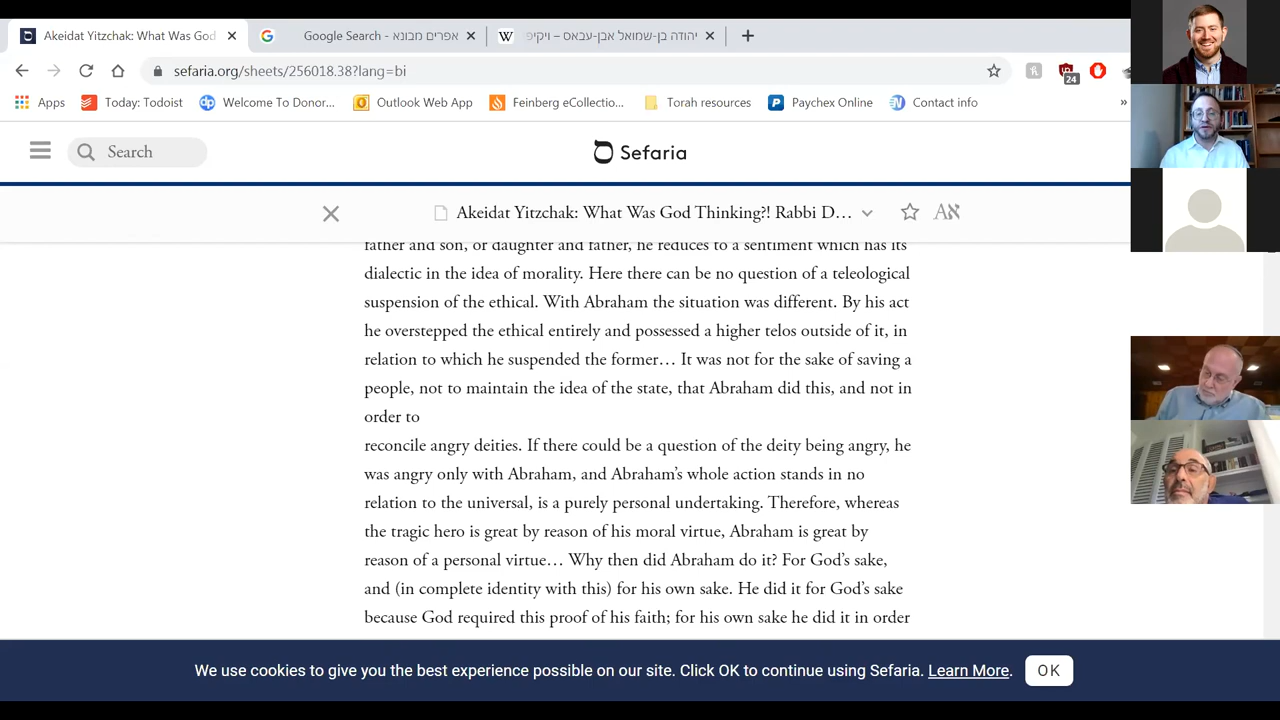 Akeidat Yitzchak: What Was God
אפרים מבונא - Google Search
יהודה בן-שמואל אבן-עבאס – ויקיפ
sefaria.org/sheets/256018.38?lang=bi
24
Apps
Today: Todoist
Welcome To Donor...
Outlook Web App
Feinberg eCollectio...
Torah resources
Paychex Online
Contact info
»
Search
Sefaria
Akeidat Yitzchak: What Was God Thinking?! Rabbi D...
Aא
father and son, or daughter and father, he reduces to a sentiment which has its
dialectic in the idea of morality. Here there can be no question of a teleological
suspension of the ethical. With Abraham the situation was different. By his act
he overstepped the ethical entirely and possessed a higher telos outside of it, in
relation to which he suspended the former… It was not for the sake of saving a
people, not to maintain the idea of the state, that Abraham did this, and not in
order to
reconcile angry deities. If there could be a question of the deity being angry, he
was angry only with Abraham, and Abraham's whole action stands in no
relation to the universal, is a purely personal undertaking. Therefore, whereas
the tragic hero is great by reason of his moral virtue, Abraham is great by
reason of a personal virtue… Why then did Abraham do it? For God's sake,
and (in complete identity with this) for his own sake. He did it for God's sake
because God required this proof of his faith; for his own sake he did it in order
We use cookies to give you the best experience possible on our site. Click OK to continue using Sefaria. Learn More.
OK